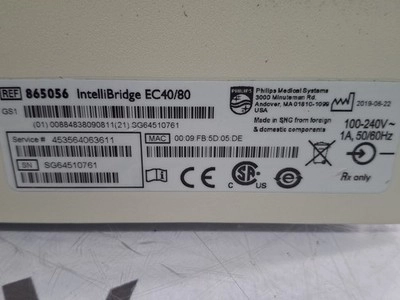 REF 865056 IntelliBridge EC40/80
GS1
(01) 00884838090811(21) SG64510761
Service # 453564063611
MAC 00 09 FB 5D 05 DE
SN SG64510761
PHILIPS
Philips Medical Systems
3000 Minuteman Rd.
Andover, MA 01810-1099
USA
Made in SNG from foreign
& domestic components
2016-06-22
100-240V~
1A, 50/60Hz
C US
Rx only